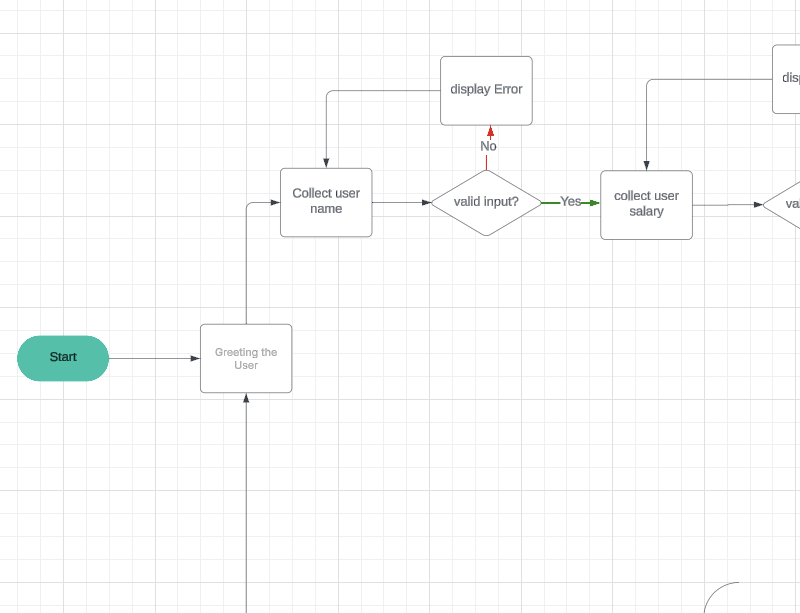 display Error
disp
No
Collect user
name
valid input?
Yes
collect user
salary
val
Start
Greeting the
User